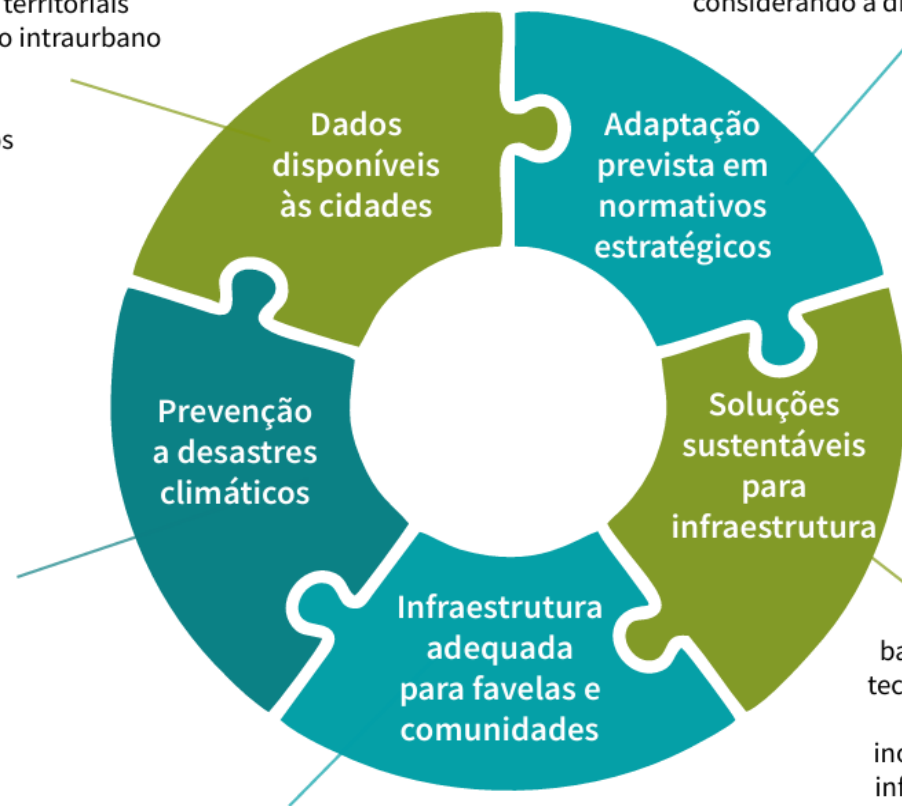 territoriais
o intraurbano
considerando a
Dados
disponíveis
às cidades
Adaptação
prevista em
normativos
estratégicos
Prevenção
a desastres
climáticos
Soluções
sustentáveis
para
infraestrutura
Infraestrutura
adequada
para favelas e
comunidades